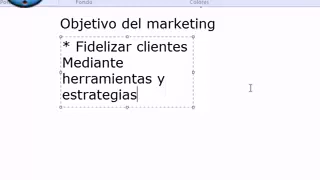 Objetivo del marketing
* Fidelizar clientes
Mediante
herramientas y
estrategias